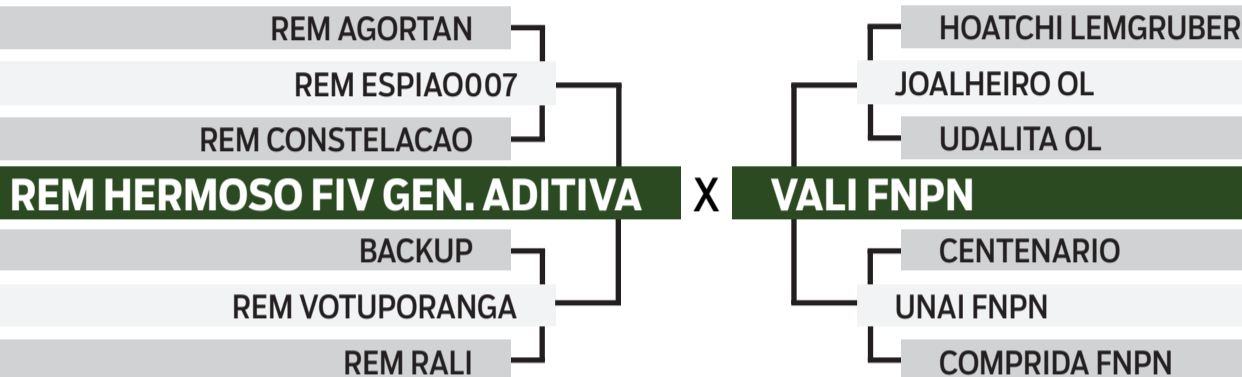 REM AGORTAN
REM ESPIAO007
REM CONSTELACAO
REM HERMOSO FIV GEN. ADITIVA X VALI FNPN
BACKUP
REM VOTUPORANGA
REM RALI
HOATCHI LEMGRUBER
JOALHEIRO OL
UDALITA OL
CENTENARIO
UNAI FNPN
COMPRIDA FNPN